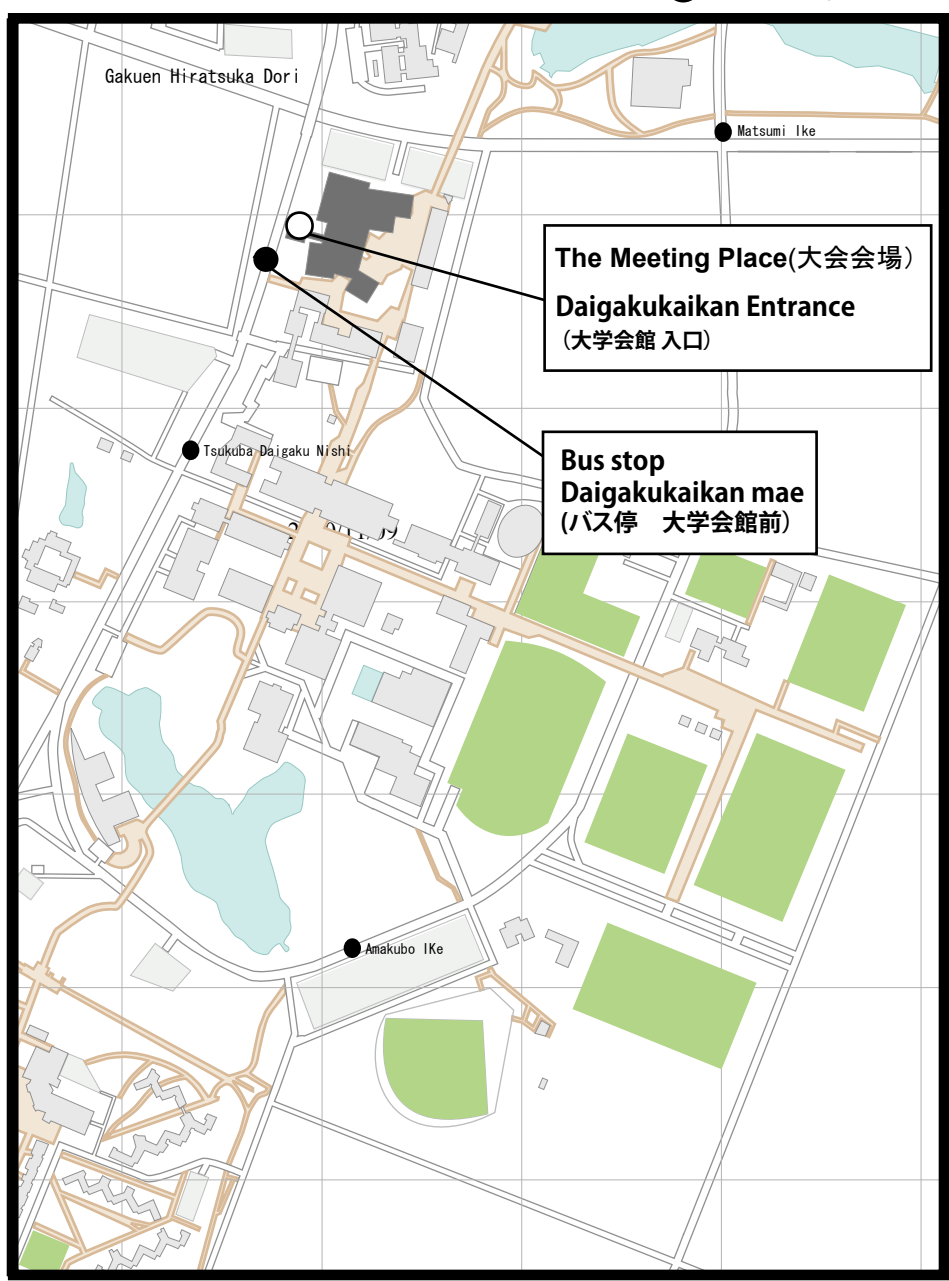 Gakuen Hiratsuka Dori
Matsumi Ike
The Meeting Place(大会会場)
Daigakukaikan Entrance
(大学会館 入口)
Tsukuba Daigaku Nishi
Bus stop
Daigakukaikan mae
(バス停　大学会館前)
Amakubo IKe